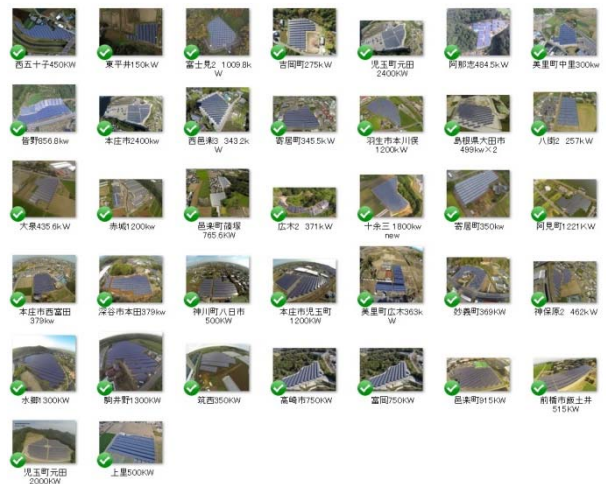 西五十子450KW
東平井150kW
富士見2 1009.8k
W
吉岡町275kW
児玉町元田
2400KW
阿那志484.5kW
美里町中里300kw
皆野856.8kw
本庄市2400kw
西邑楽3 343.2k
W
寄居町345.5kW
羽生市本川俣
1200kW
島根県大田市
499kw×2
八街2 257kW
大泉435.6kW
赤城1200kw
邑楽町篠塚
765.6KW
広木2 371kW
十余三1800kw
new
寄居町350kw
阿見町1221KW
本庄市西富田
379kw
深谷市本田379kw
神川町八日市
500KW
本庄市児玉町
1200KW
美里町広木363k
W
妙義町369KW
神保原2 462kW
水郷1300KW
駒井野1300KW
筑西350KW
高崎市750KW
富岡750KW
邑楽町915KW
前橋市飯土井
515KW
児玉町元田
2000KW
上里500KW